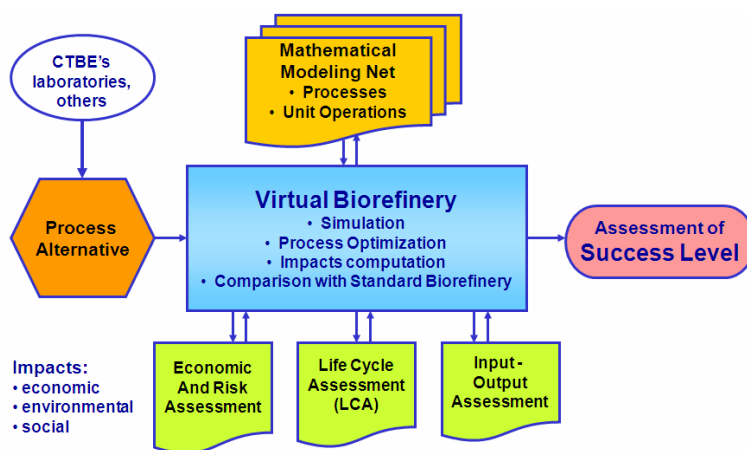 CTBE's
laboratories,
others
Mathematical
Modeling Net
• Processes
• Unit Operations
Process
Alternative
Virtual Biorefinery
• Simulation
• Process Optimization
• Impacts computation
• Comparison with Standard Biorefinery
Assessment of
Success Level
Impacts:
• economic
• environmental
• social
Economic
And Risk
Assessment
Life Cycle
Assessment
(LCA)
Input -
Output
Assessment